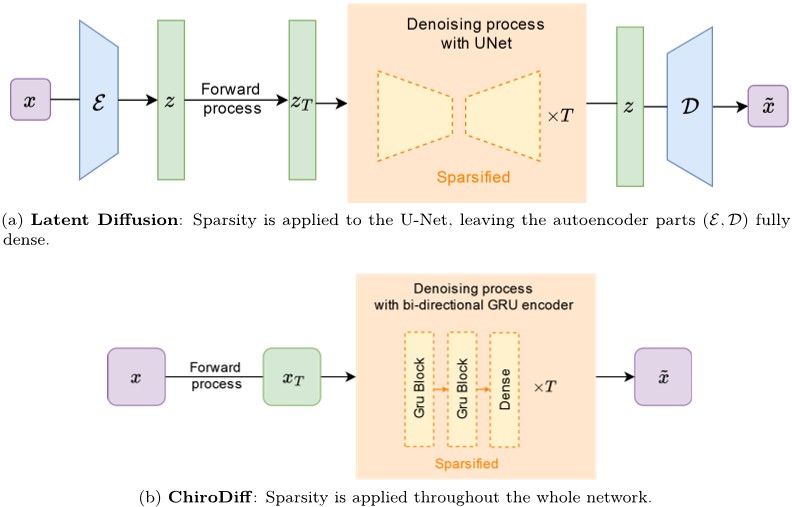 Denoising process
with UNet
x
ℰ
z
Forward
process
z_T
×T
z
𝒟
x̃
Sparsified
(a) Latent Diffusion: Sparsity is applied to the U-Net, leaving the autoencoder parts (ℰ, 𝒟) fully
dense.
Denoising process
with bi-directional GRU encoder
x
Forward
process
x_T
Gru Block
Gru Block
Dense
×T
x̃
Sparsified
(b) ChiroDiff: Sparsity is applied throughout the whole network.